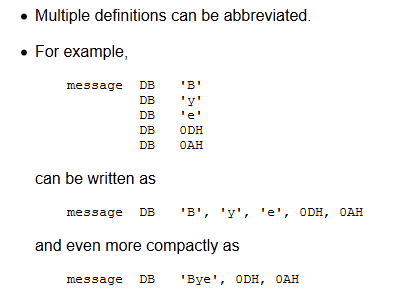 • Multiple definitions can be abbreviated.
• For example,
message DB 'B'
DB 'y'
DB 'e'
DB 0DH
DB 0AH
can be written as
message DB 'B', 'y', 'e', 0DH, 0AH
and even more compactly as
message DB 'Bye', 0DH, 0AH